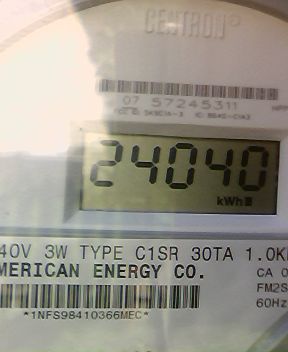 CENTRON
07 57245311
24040
kWh
40V 3W TYPE C1SR 30TA 1.0K
MERICAN ENERGY CO.
CA 0
FM2S
60Hz
*1NFS98410366MEC*